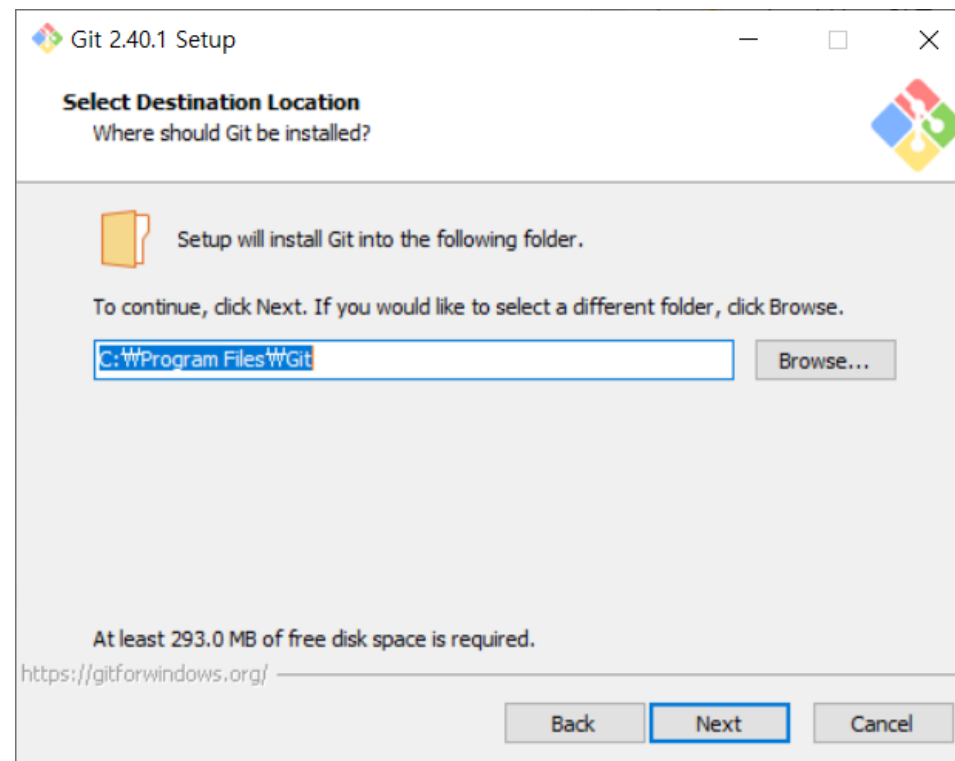 Git 2.40.1 Setup
Select Destination Location
Where should Git be installed?
Setup will install Git into the following folder.
To continue, click Next. If you would like to select a different folder, click Browse.
C:₩Program Files₩Git
Browse...
At least 293.0 MB of free disk space is required.
https://gitforwindows.org/
Back
Next
Cancel